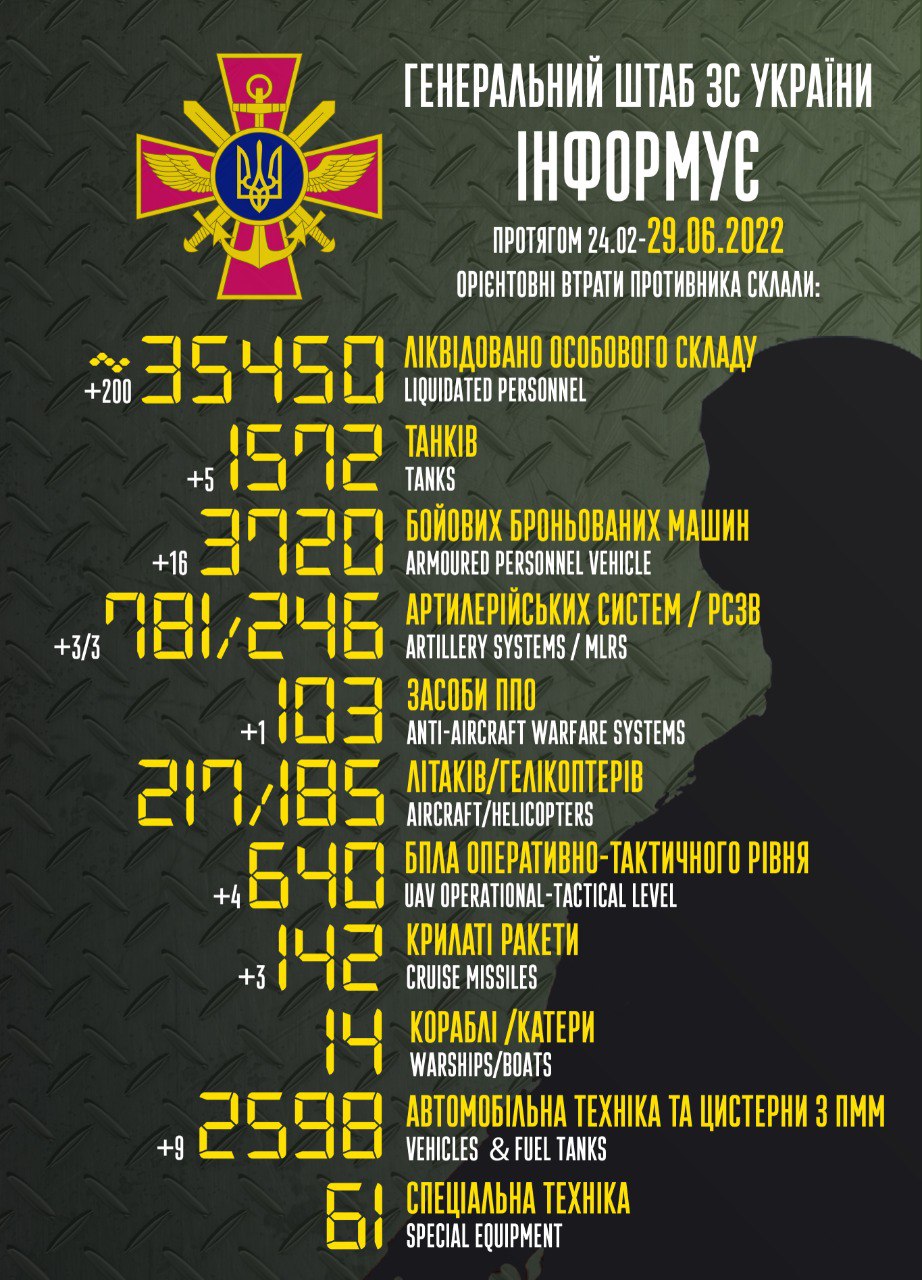 ГЕНЕРАЛЬНИЙ ШТАБ ЗС УКРАЇНИ
ІНФОРМУЄ
ПРОТЯГОМ 24.02-29.06.2022
ОРІЄНТОВНІ ВТРАТИ ПРОТИВНИКА СКЛАЛИ:
~35450 ЛІКВІДОВАНО ОСОБОВОГО СКЛАДУ
+200 LIQUIDATED PERSONNEL
1572 ТАНКІВ
+5 TANKS
3720 БОЙОВИХ БРОНЬОВАНИХ МАШИН
+16 ARMOURED PERSONNEL VEHICLE
781/246 АРТИЛЕРІЙСЬКИХ СИСТЕМ / РСЗВ
+3/3 ARTILLERY SYSTEMS / MLRS
103 ЗАСОБИ ППО
+1 ANTI-AIRCRAFT WARFARE SYSTEMS
217/185 ЛІТАКІВ/ГЕЛІКОПТЕРІВ
AIRCRAFT/HELICOPTERS
640 БПЛА ОПЕРАТИВНО-ТАКТИЧНОГО РІВНЯ
+4 UAV OPERATIONAL-TACTICAL LEVEL
142 КРИЛАТІ РАКЕТИ
+3 CRUISE MISSILES
14 КОРАБЛІ /КАТЕРИ
WARSHIPS/BOATS
2598 АВТОМОБІЛЬНА ТЕХНІКА ТА ЦИСТЕРНИ З ПММ
+9 VEHICLES & FUEL TANKS
61 СПЕЦІАЛЬНА ТЕХНІКА
SPECIAL EQUIPMENT